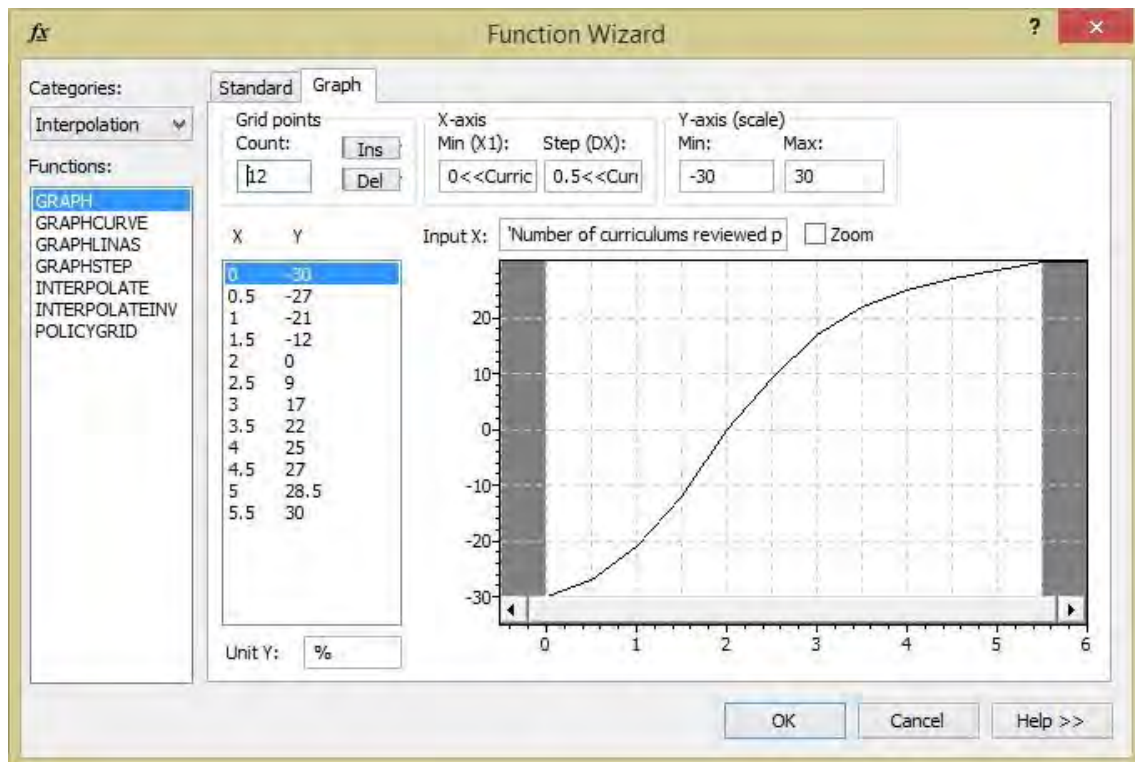 fx
Function Wizard
?
×
Categories:
Interpolation
Functions:
GRAPH
GRAPHCURVE
GRAPHLINAS
GRAPHSTEP
INTERPOLATE
INTERPOLATEINV
POLICYGRID
Standard Graph
Grid points
Count:
12
Ins
Del
X-axis
Min (X1): Step (DX):
0<<Curric 0.5<<Curi
Y-axis (scale)
Min: Max:
-30 30
X Y
0 -30
0.5 -27
1 -21
1.5 -12
2 0
2.5 9
3 17
3.5 22
4 25
4.5 27
5 28.5
5.5 30
Unit Y: %
Input X: 'Number of curriculums reviewed p Zoom
20
10
0
-10
-20
-30
0 1 2 3 4 5 6
OK Cancel Help >>